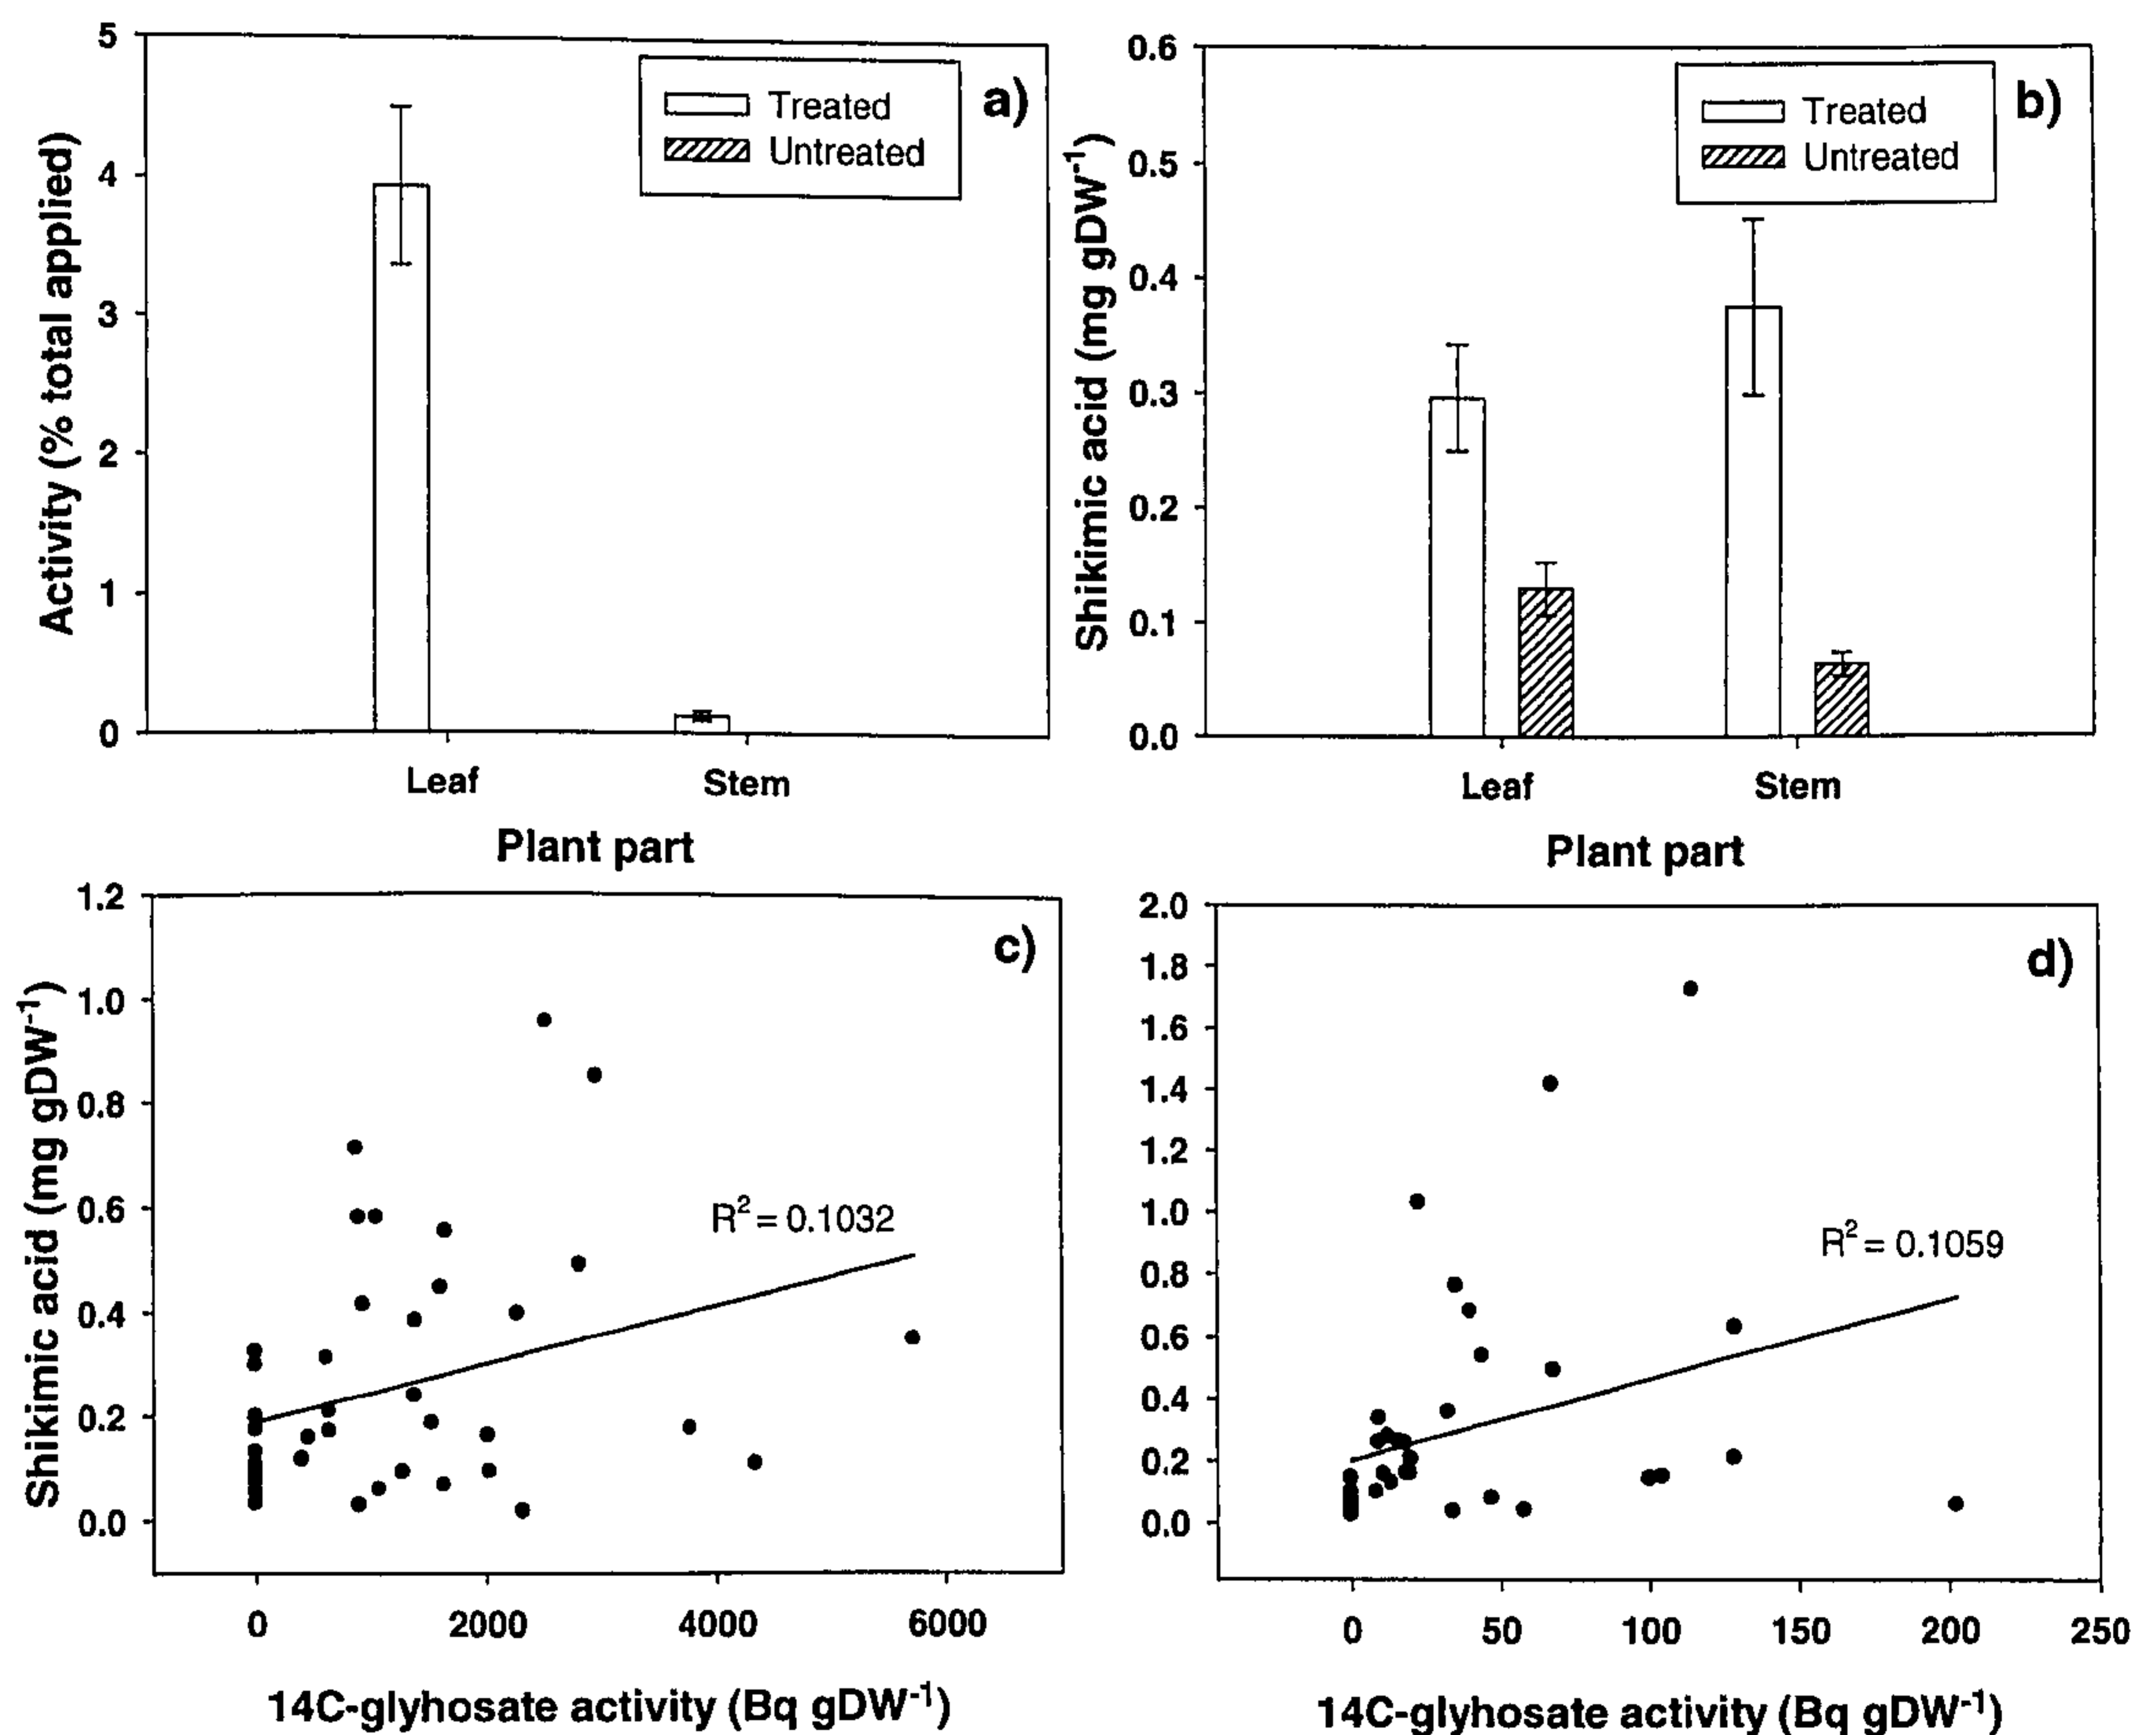 a)
Treated
Untreated
5
4
3
2
1
0
Activity (% total applied)
Leaf Stem
Plant part
b)
Treated
Untreated
0.6
0.5
0.4
0.3
0.2
0.1
0.0
Shikimic acid (mg gDW⁻¹)
Leaf Stem
Plant part
c)
1.2
1.0
0.8
0.6
0.4
0.2
0.0
Shikimic acid (mg gDW⁻¹)
R² = 0.1032
0 2000 4000 6000
14C-glyhosate activity (Bq gDW⁻¹)
d)
2.0
1.8
1.6
1.4
1.2
1.0
0.8
0.6
0.4
0.2
0.0
R² = 0.1059
0 50 100 150 200 250
14C-glyhosate activity (Bq gDW⁻¹)